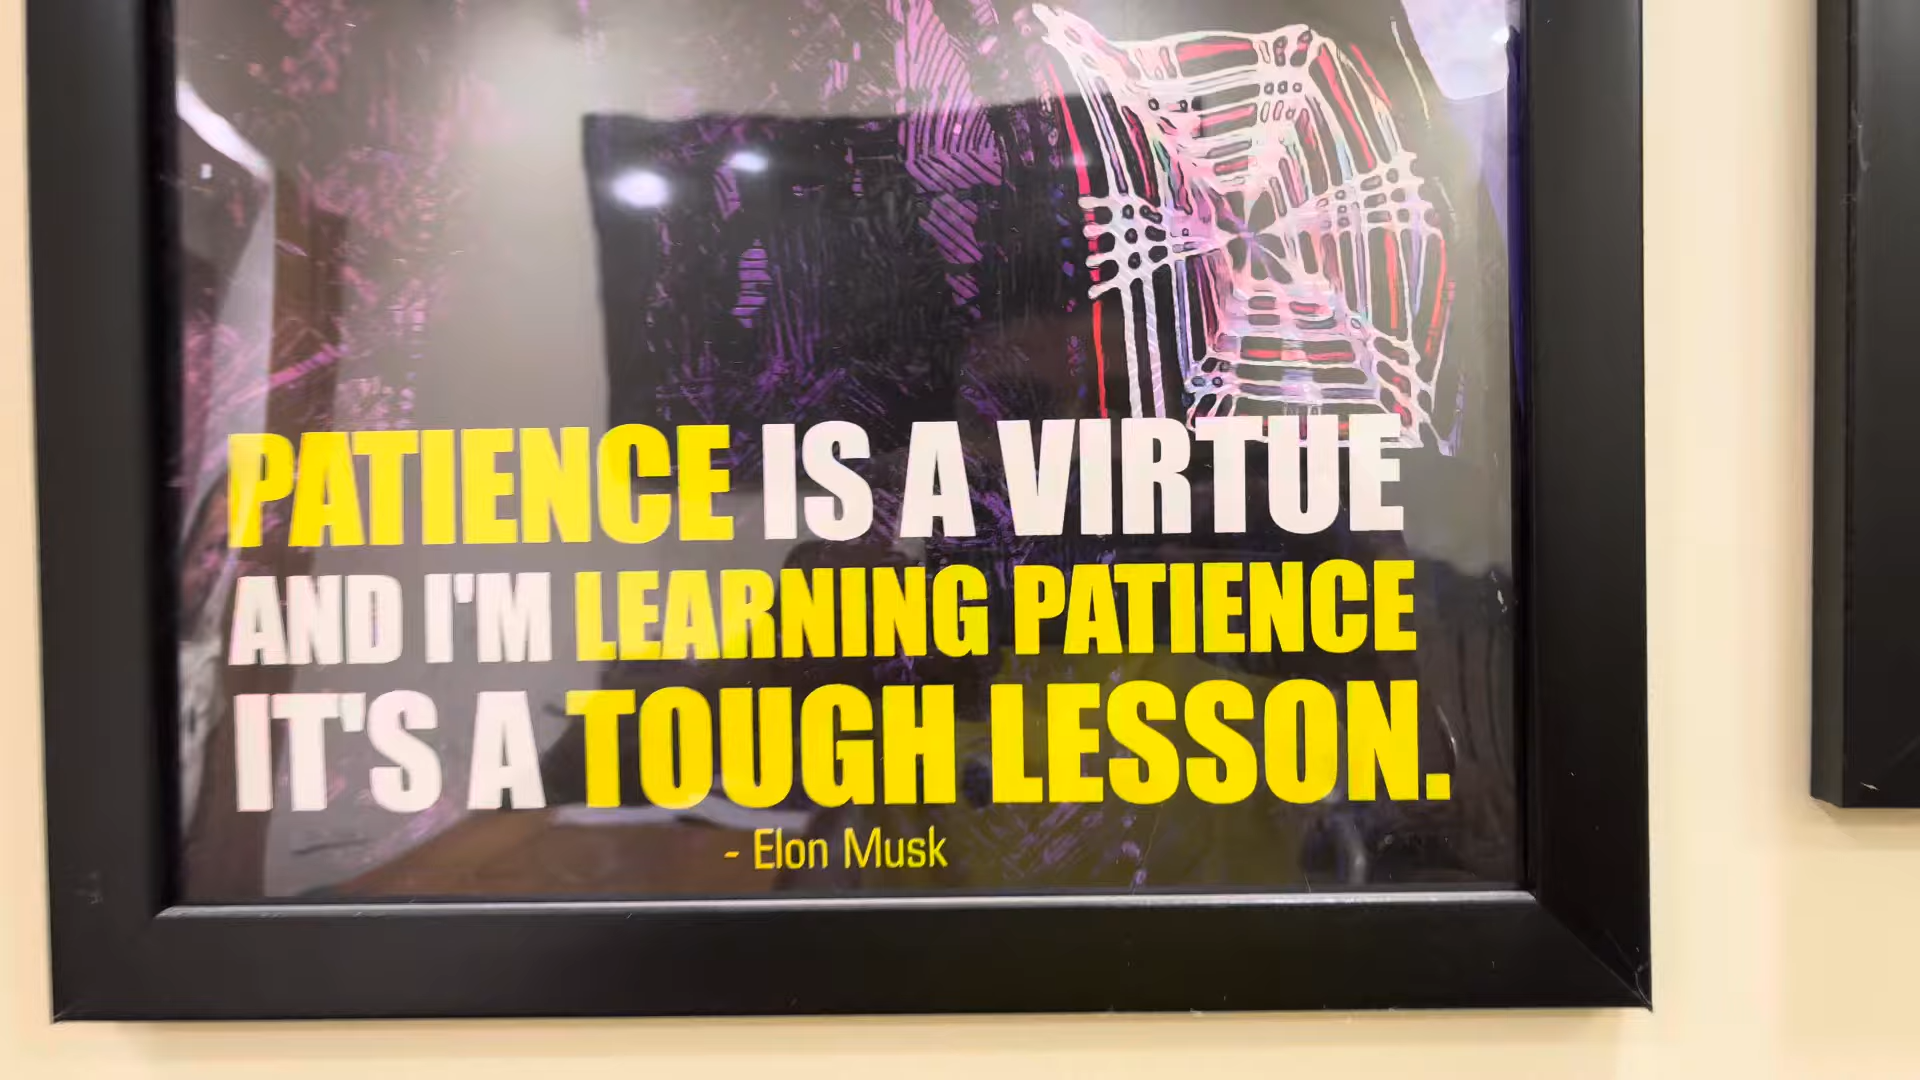 PATIENCE IS A VIRTUE
AND I'M LEARNING PATIENCE
IT'S A TOUGH LESSON.
- Elon Musk